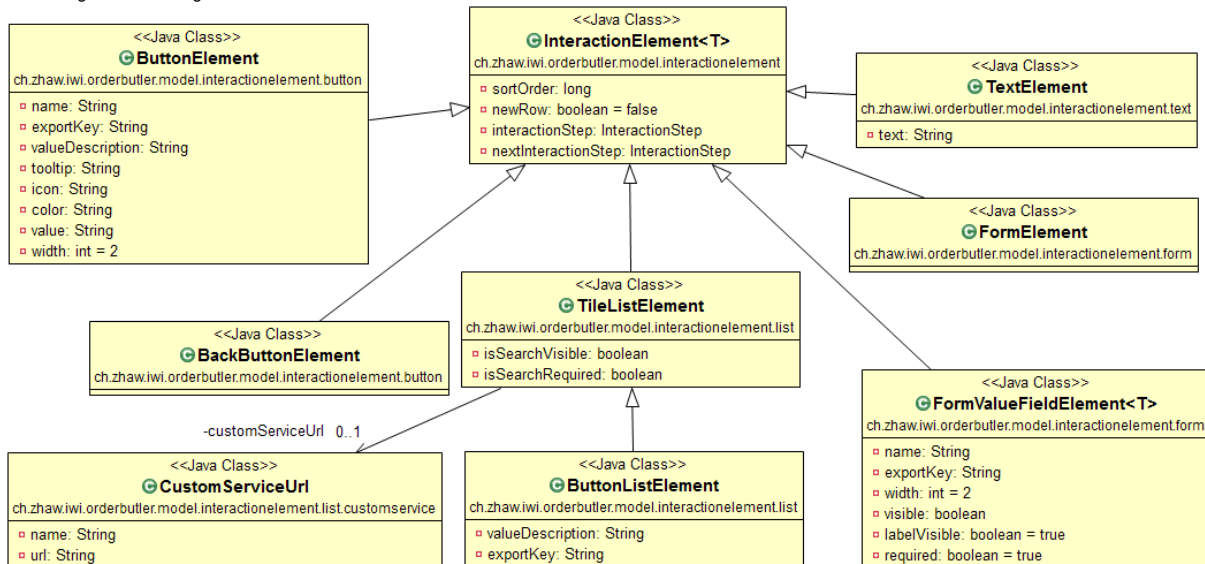 <<Java Class>>
ButtonElement
ch.zhaw.iwi.orderbutler.model.interactionelement.button
name: String
exportKey: String
valueDescription: String
tooltip: String
icon: String
color: String
value: String
width: int = 2
<<Java Class>>
InteractionElement<T>
ch.zhaw.iwi.orderbutler.model.interactionelement
sortOrder: long
newRow: boolean = false
interactionStep: InteractionStep
nextInteractionStep: InteractionStep
<<Java Class>>
TextElement
ch.zhaw.iwi.orderbutler.model.interactionelement.text
text: String
<<Java Class>>
FormElement
ch.zhaw.iwi.orderbutler.model.interactionelement.form
<<Java Class>>
BackButtonElement
ch.zhaw.iwi.orderbutler.model.interactionelement.button
<<Java Class>>
TileListElement
ch.zhaw.iwi.orderbutler.model.interactionelement.list
isSearchVisible: boolean
isSearchRequired: boolean
<<Java Class>>
FormValueFieldElement<T>
ch.zhaw.iwi.orderbutler.model.interactionelement.form
name: String
exportKey: String
width: int = 2
visible: boolean
labelVisible: boolean = true
required: boolean = true
-customServiceUrl 0..1
<<Java Class>>
CustomServiceUrl
ch.zhaw.iwi.orderbutler.model.interactionelement.list.customservice
name: String
url: String
<<Java Class>>
ButtonListElement
ch.zhaw.iwi.orderbutler.model.interactionelement.list
valueDescription: String
exportKey: String